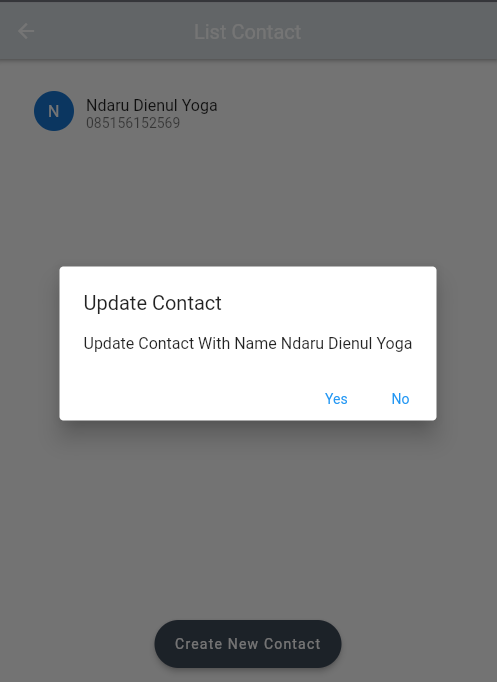 List Contact
N
Ndaru Dienul Yoga
085156152569
Update Contact
Update Contact With Name Ndaru Dienul Yoga
Yes No
Create New Contact